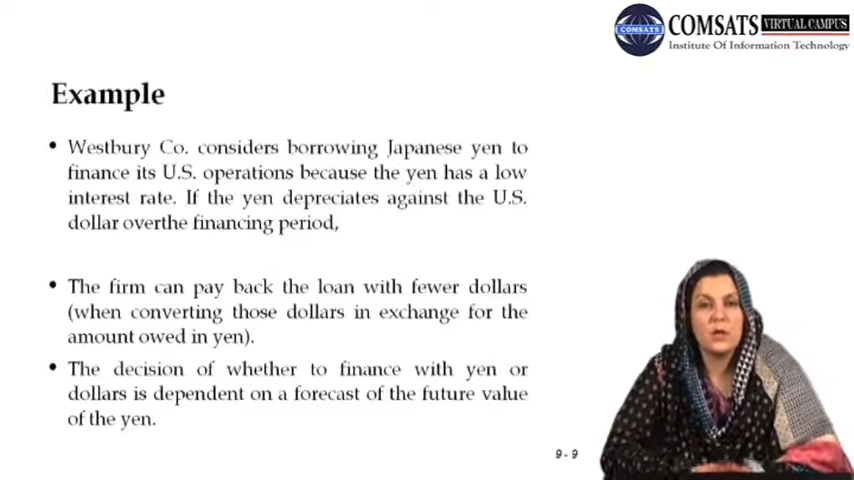 COMSATS
COMSATS VIRTUAL CAMPUS
Institute Of Information Technology
Example
• Westbury Co. considers borrowing Japanese yen to
finance its U.S. operations because the yen has a low
interest rate. If the yen depreciates against the U.S.
dollar overthe financing period,
• The firm can pay back the loan with fewer dollars
(when converting those dollars in exchange for the
amount owed in yen).
• The decision of whether to finance with yen or
dollars is dependent on a forecast of the future value
of the yen.
9-9